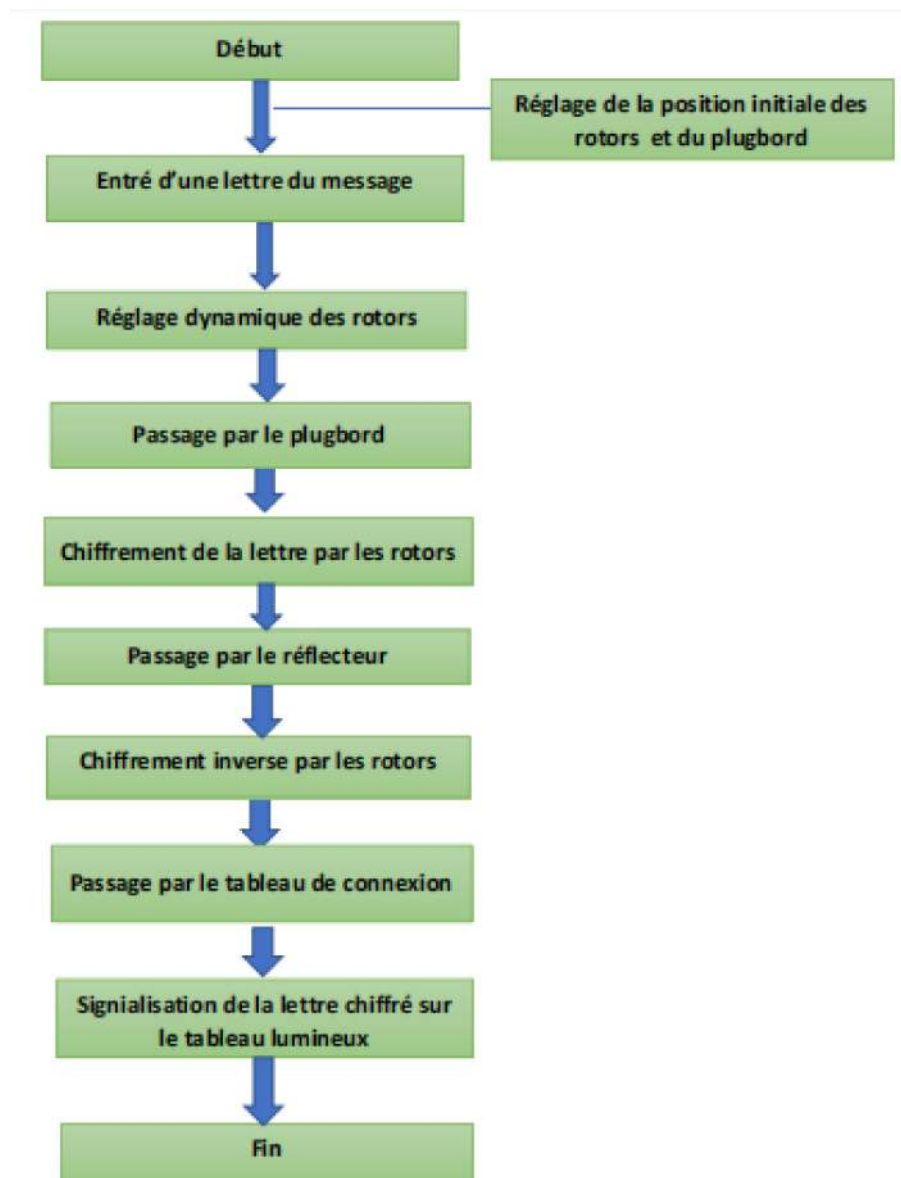 Début
Réglage de la position initiale des
rotors et du plugbord
Entré d'une lettre du message
Réglage dynamique des rotors
Passage par le plugbord
Chiffrement de la lettre par les rotors
Passage par le réflecteur
Chiffrement inverse par les rotors
Passage par le tableau de connexion
Signialisation de la lettre chiffré sur
le tableau lumineux
Fin